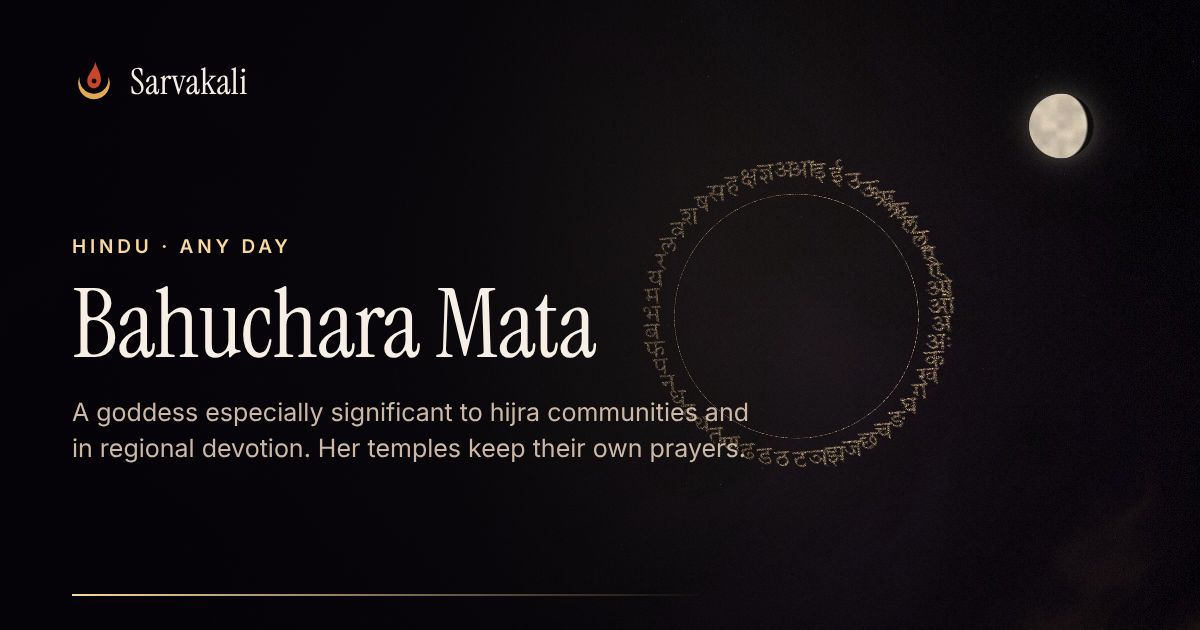 Sarvakali
HINDU · ANY DAY
Bahuchara Mata
A goddess especially significant to hijra communities and
in regional devotion. Her temples keep their own prayers.